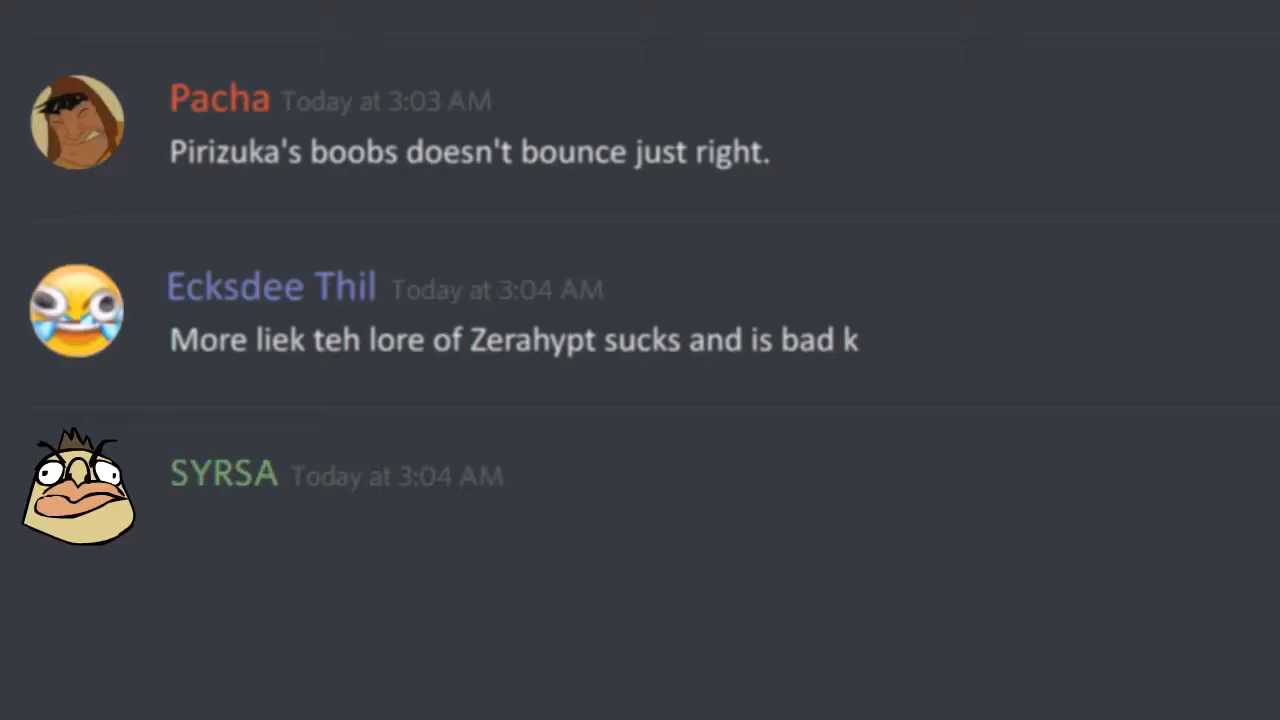 Pacha Today at 3:03 AM
Pirizuka's boobs doesn't bounce just right.
Ecksdee Thil Today at 3:04 AM
More liek teh lore of Zerahypt sucks and is bad k
SYRSA Today at 3:04 AM